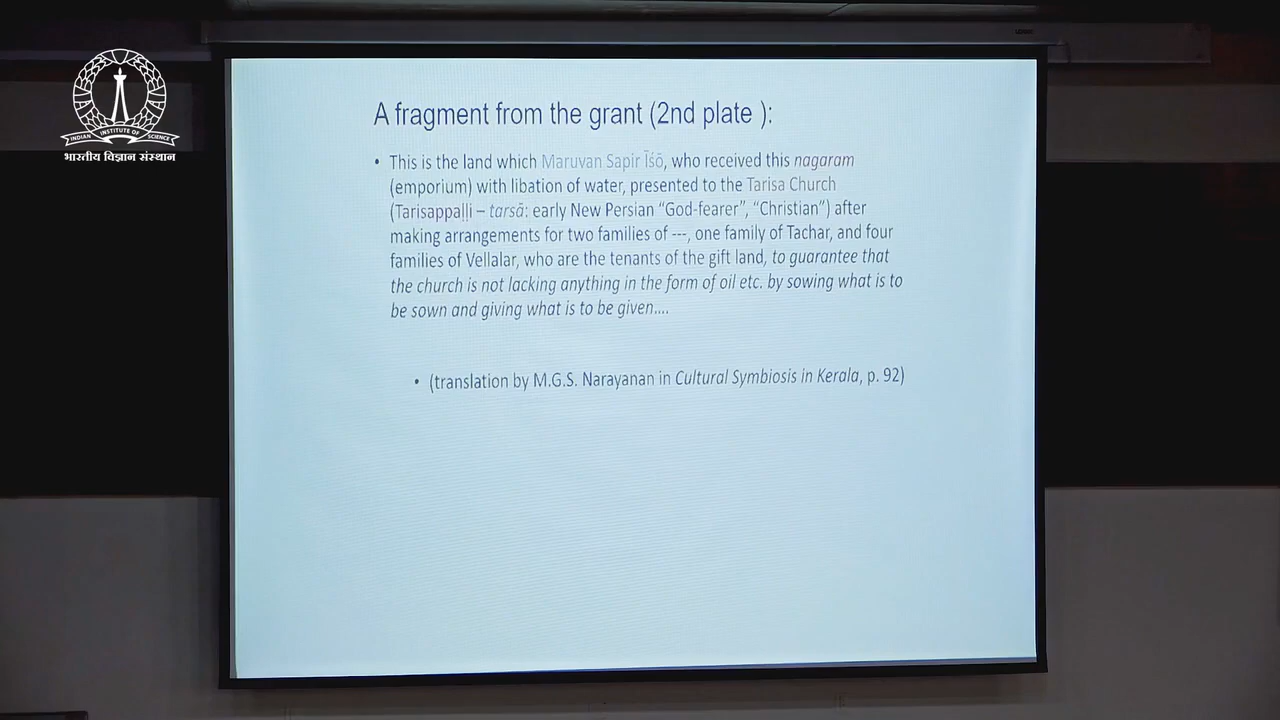 INDIAN INSTITUTE OF SCIENCE
भारतीय विज्ञान संस्थान
A fragment from the grant (2nd plate ):
• This is the land which Maruvan Sapir Īśō, who received this nagaram
(emporium) with libation of water, presented to the Tarisa Church
(Tarisappaḷḷi – tarsā: early New Persian “God-fearer”, “Christian”) after
making arrangements for two families of ---, one family of Tachar, and four
families of Vellalar, who are the tenants of the gift land, to guarantee that
the church is not lacking anything in the form of oil etc. by sowing what is to
be sown and giving what is to be given....
• (translation by M.G.S. Narayanan in Cultural Symbiosis in Kerala, p. 92)